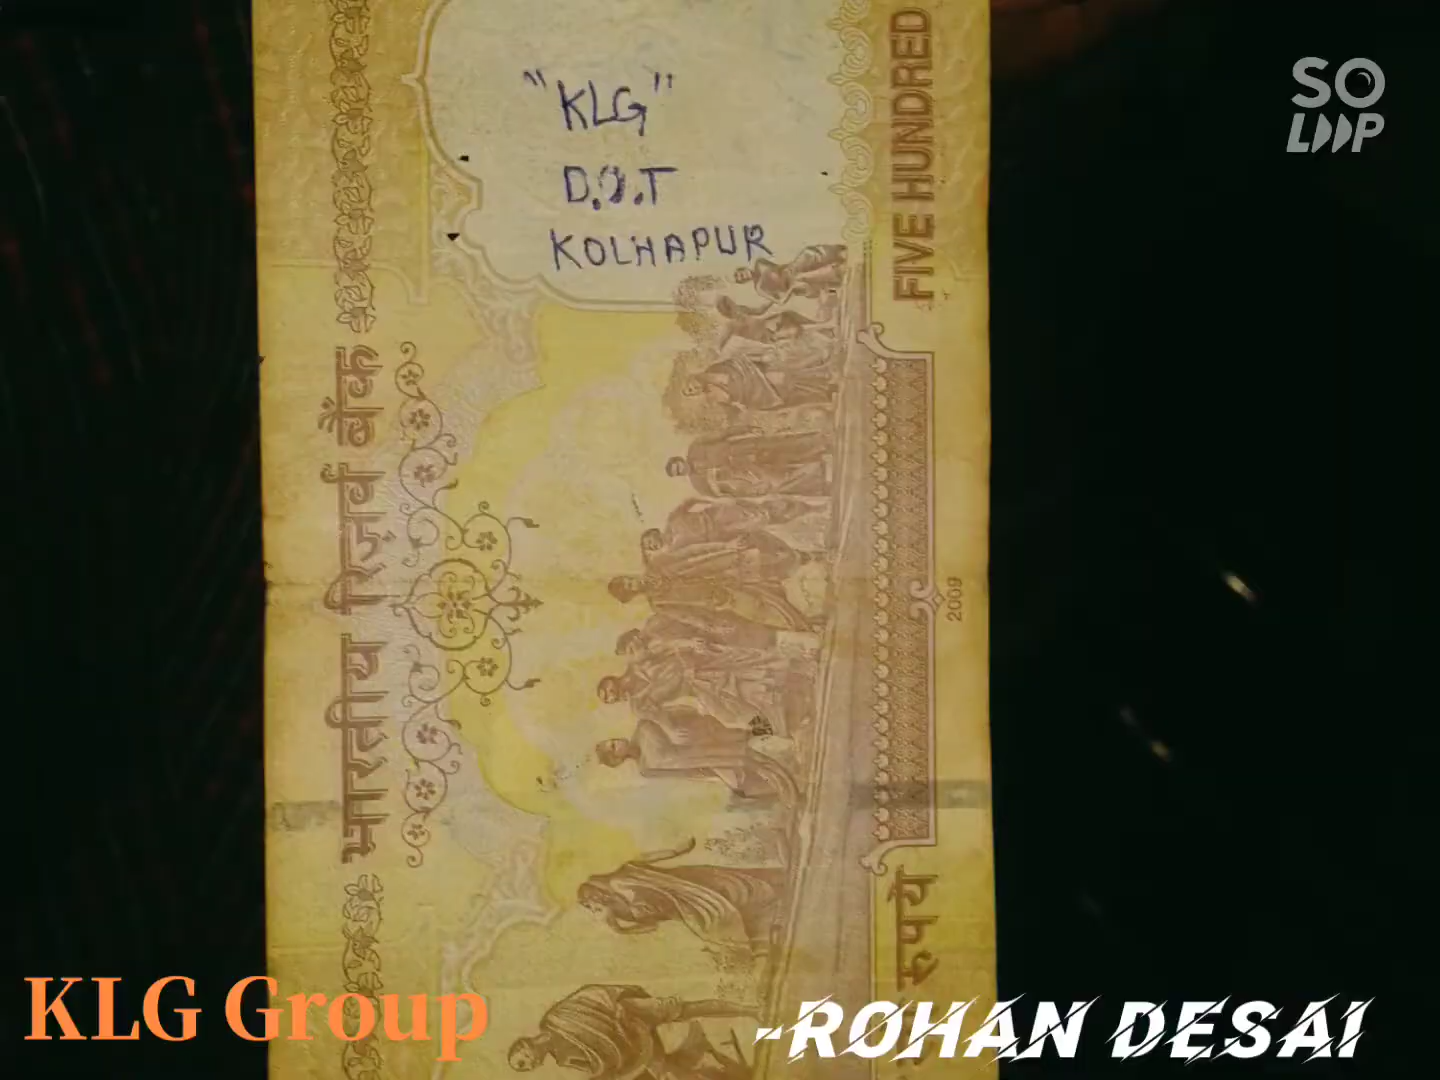 "KLG"
D.O.T
KOLHAPUR
FIVE HUNDRED
भारतीय रिज़र्व बैंक
2009
रुपये
SO
LOOP
KLG Group
-ROHAN DESAI